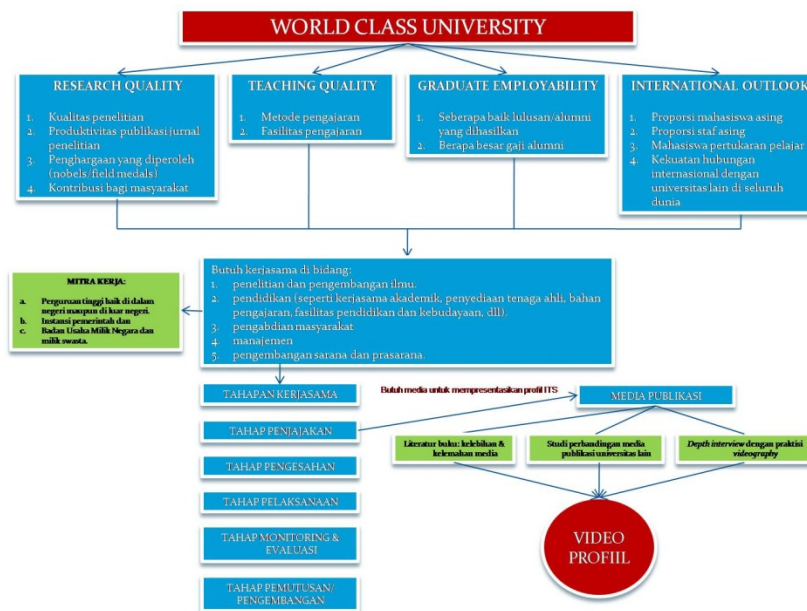 WORLD CLASS UNIVERSITY
RESEARCH QUALITY
1. Kualitas penelitian
2. Produktivitas publikasi jurnal
penelitian
3. Penghargaan yang diperoleh
(nobels/field medals)
4. Kontribusi bagi masyarakat
TEACHING QUALITY
1. Metode pengajaran
2. Fasilitas pengajaran
GRADUATE EMPLOYABILITY
1. Seberapa baik lulusan/alumni
yang dihasilkan
2. Berapa besar gaji alumni
INTERNATIONAL OUTLOOK
1. Proporsi mahasiswa asing
2. Proporsi staf asing
3. Mahasiswa pertukaran pelajar
4. Kekuatan hubungan
internasional dengan
universitas lain di seluruh
dunia
MITRA KERJA:
a. Perguruan tinggi baik di dalam
negeri maupun di luar negeri.
b. Instansi pemerintah dan
c. Badan Usaha Milik Negara dan
milik swasta.
Butuh kerjasama di bidang:
1. penelitian dan pengembangan ilmu.
2. pendidikan (seperti kerjasama akademik, penyediaan tenaga ahli, bahan
pengajaran, fasilitas pendidikan dan kebudayaan, dll).
3. pengabdian masyarakat
4. manajemen
5. pengembangan sarana dan prasarana.
TAHAPAN KERJASAMA
TAHAP PENJAJAKAN
TAHAP PENGESAHAN
TAHAP PELAKSANAAN
TAHAP MONITORING &
EVALUASI
TAHAP PEMUTUSAN/
PENGEMBANGAN
Butuh media untuk mempresentasikan profil ITS
MEDIA PUBLIKASI
Literatur buku: kelebihan &
kelemahan media
Studi perbandingan media
publikasi universitas lain
Depth interview dengan praktisi
videography
VIDEO
PROFIIL